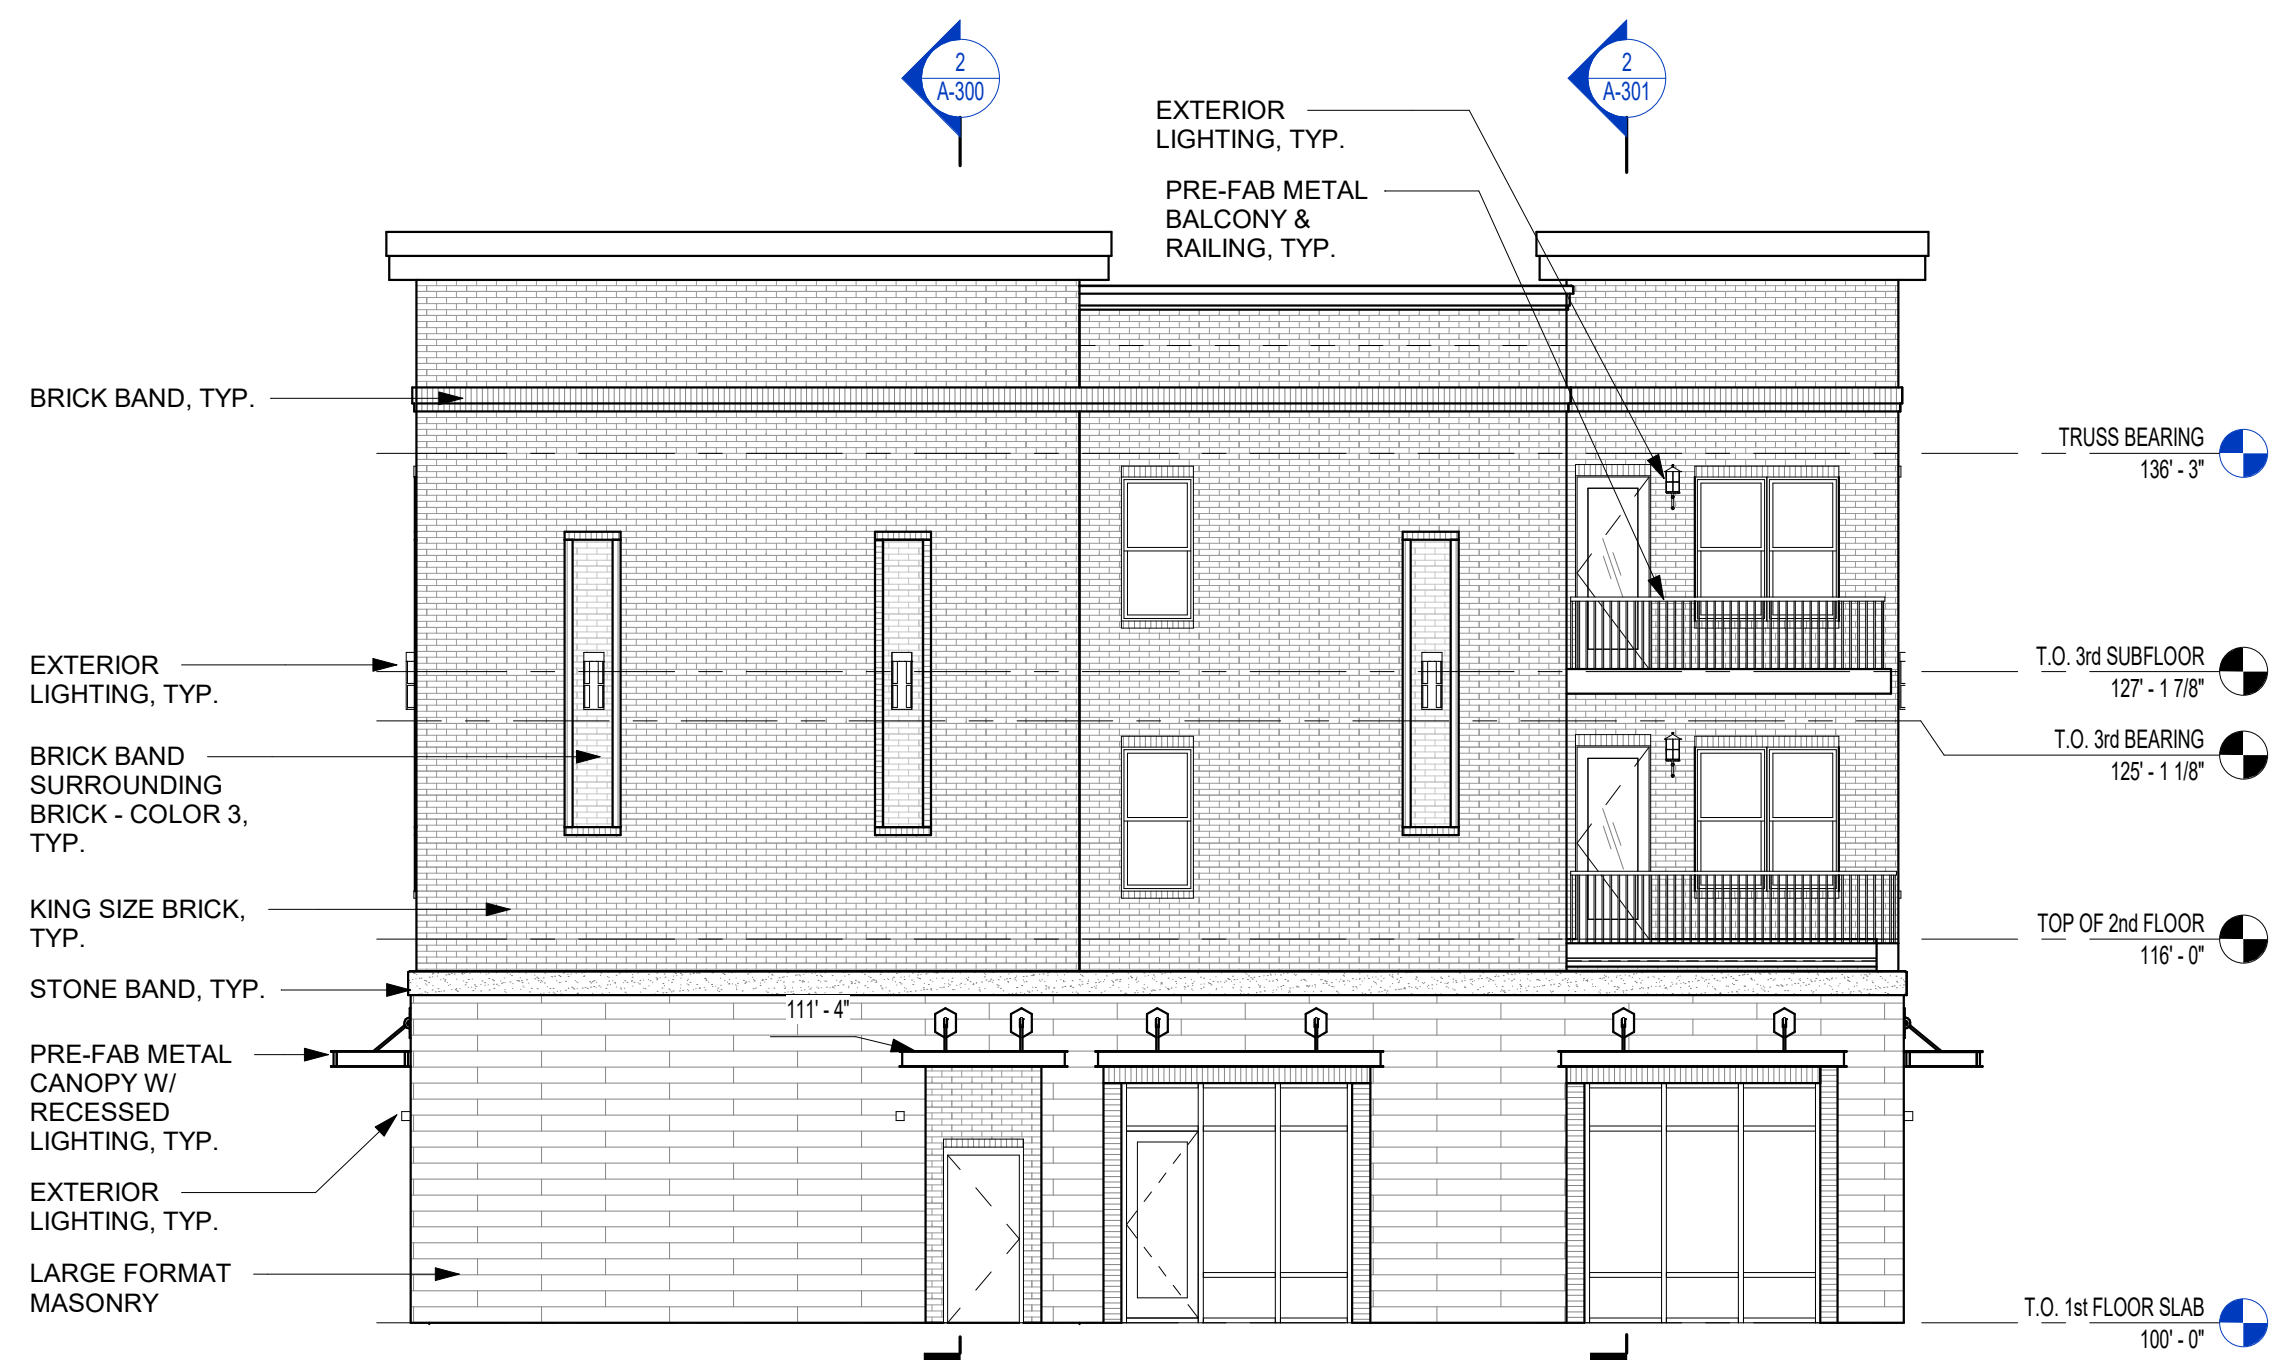 2
A-300
2
A-301
EXTERIOR
LIGHTING, TYP.
PRE-FAB METAL
BALCONY &
RAILING, TYP.
BRICK BAND, TYP.
EXTERIOR
LIGHTING, TYP.
BRICK BAND
SURROUNDING
BRICK - COLOR 3,
TYP.
KING SIZE BRICK,
TYP.
STONE BAND, TYP.
PRE-FAB METAL
CANOPY W/
RECESSED
LIGHTING, TYP.
EXTERIOR
LIGHTING, TYP.
LARGE FORMAT
MASONRY
111' - 4"
TRUSS BEARING
136' - 3"
T.O. 3rd SUBFLOOR
127' - 1 7/8"
T.O. 3rd BEARING
125' - 1 1/8"
TOP OF 2nd FLOOR
116' - 0"
T.O. 1st FLOOR SLAB
100' - 0"